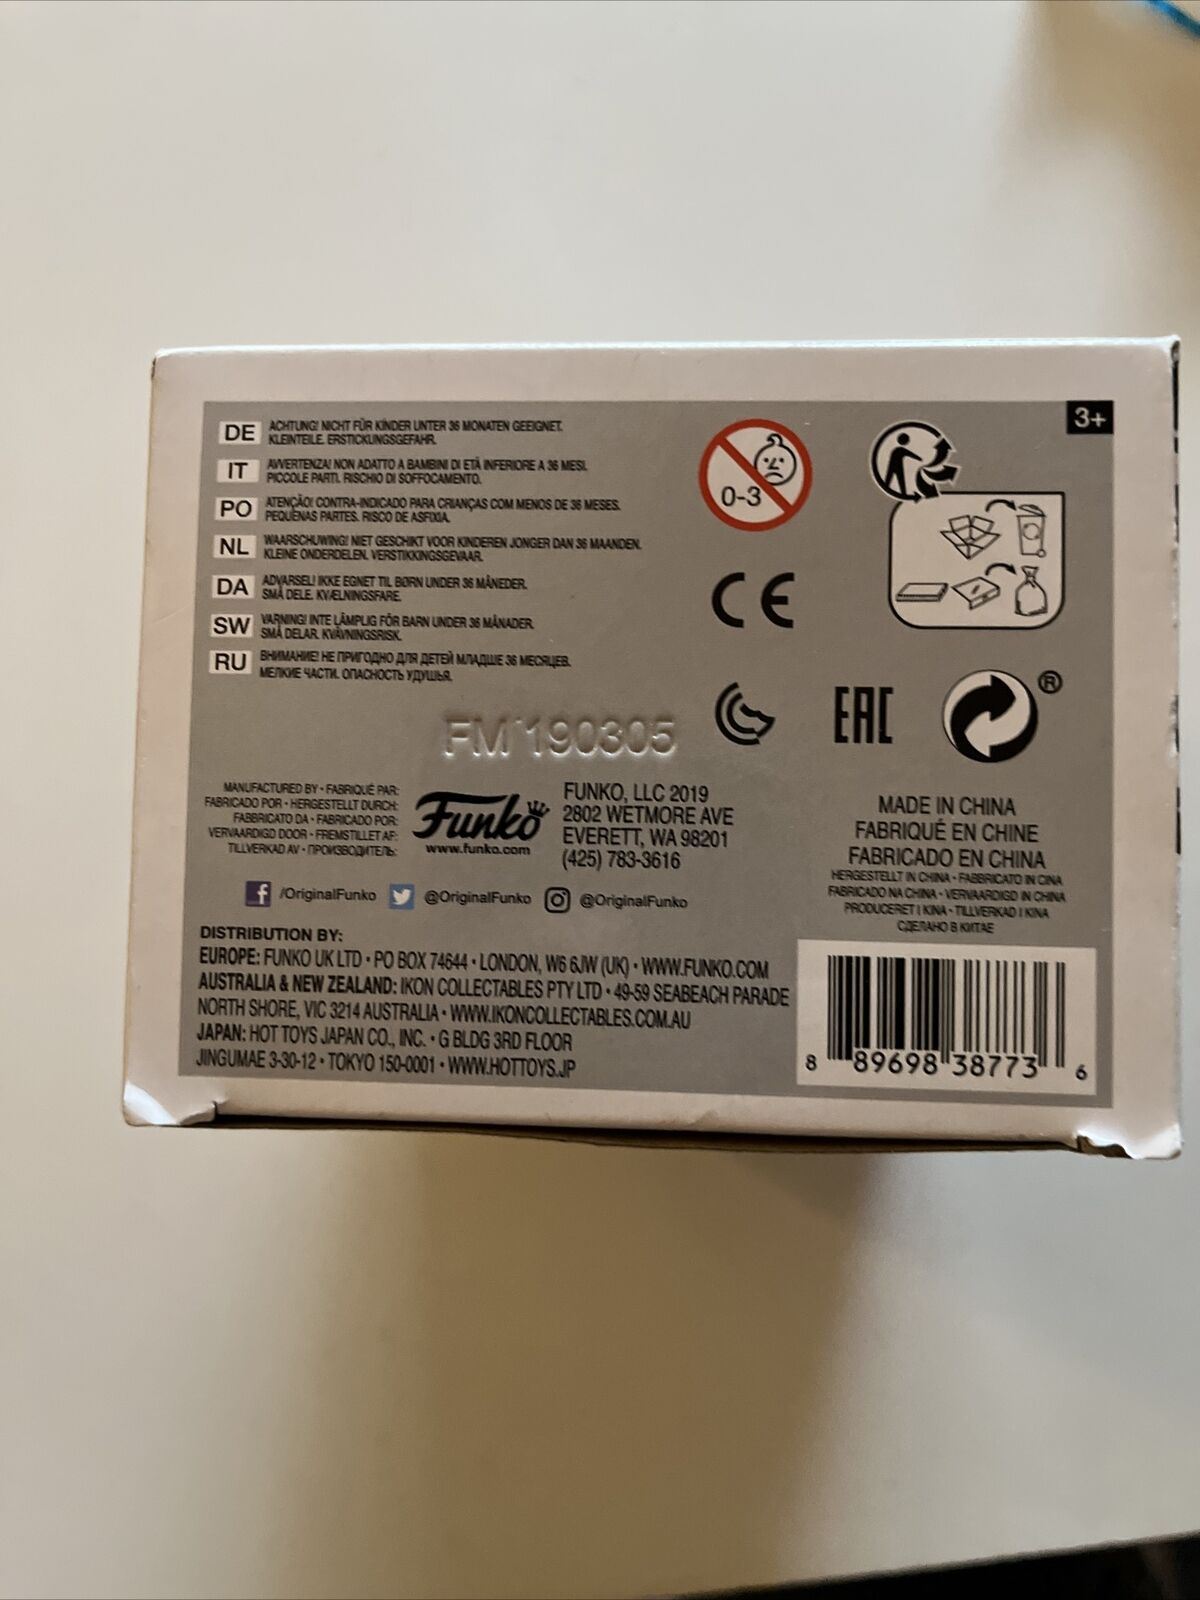 3+
DE ACHTUNG! NICHT FÜR KINDER UNTER 36 MONATEN GEEIGNET.
KLEINTEILE. ERSTICKUNGSGEFAHR.
IT AVVERTENZA! NON ADATTO A BAMBINI DI ETÀ INFERIORE A 36 MESI.
PICCOLE PARTI. RISCHIO DI SOFFOCAMENTO.
PO ATENÇÃO! CONTRA-INDICADO PARA CRIANÇAS COM MENOS DE 36 MESES.
PEQUENAS PARTES. RISCO DE ASFIXIA.
NL WAARSCHUWING! NIET GESCHIKT VOOR KINDEREN JONGER DAN 36 MAANDEN.
KLEINE ONDERDELEN. VERSTIKKINGSGEVAAR.
DA ADVARSEL! IKKE EGNET TIL BØRN UNDER 36 MÅNEDER.
SMÅ DELE. KVÆLNINGSFARE.
SW VARNING! INTE LÄMPLIG FÖR BARN UNDER 36 MÅNADER.
SMÅ DELAR. KVÄVNINGSRISK.
RU ВНИМАНИЕ! НЕ ПРИГОДНО ДЛЯ ДЕТЕЙ МЛАДШЕ 36 МЕСЯЦЕВ.
МЕЛКИЕ ЧАСТИ. ОПАСНОСТЬ УДУШЬЯ.
0-3
CE
EAC
®
FM 190305
MANUFACTURED BY • FABRIQUÉ PAR:
FABRICADO POR • HERGESTELLT DURCH:
FABBRICATO DA • FABRICADO POR:
VERVAARDIGD DOOR • FREMSTILLET AF:
TILLVERKAD AV • ПРОИЗВОДИТЕЛЬ:
Funko
www.funko.com
FUNKO, LLC 2019
2802 WETMORE AVE
EVERETT, WA 98201
(425) 783-3616
/OriginalFunko @OriginalFunko @OriginalFunko
MADE IN CHINA
FABRIQUÉ EN CHINE
FABRICADO EN CHINA
HERGESTELLT IN CHINA • FABBRICATO IN CINA
FABRICADO NA CHINA • VERVAARDIGD IN CHINA
PRODUCERET I KINA • TILLVERKAD I KINA
СДЕЛАНО В КИТАЕ
DISTRIBUTION BY:
EUROPE: FUNKO UK LTD • PO BOX 74644 • LONDON, W6 6JW (UK) • WWW.FUNKO.COM
AUSTRALIA & NEW ZEALAND: IKON COLLECTABLES PTY LTD • 49-59 SEABEACH PARADE
NORTH SHORE, VIC 3214 AUSTRALIA • WWW.IKONCOLLECTABLES.COM.AU
JAPAN: HOT TOYS JAPAN CO., INC. • G BLDG 3RD FLOOR
JINGUMAE 3-30-12 • TOKYO 150-0001 • WWW.HOTTOYS.JP
8 89698 38773 6